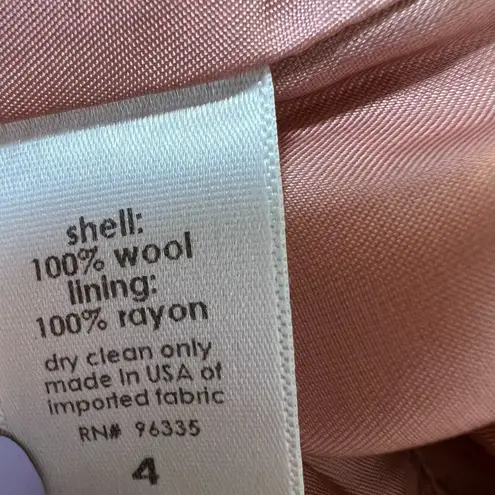 shell:
100% wool
lining:
100% rayon
dry clean only
made in USA of
imported fabric
RN# 96335
4